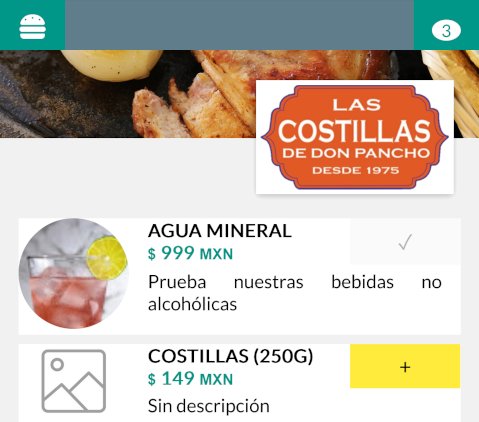 3
LAS
COSTILLAS
DE DON PANCHO
DESDE 1975
AGUA MINERAL
$ 999 MXN
Prueba nuestras bebidas no
alcohólicas
COSTILLAS (250G)
+
$ 149 MXN
Sin descripción